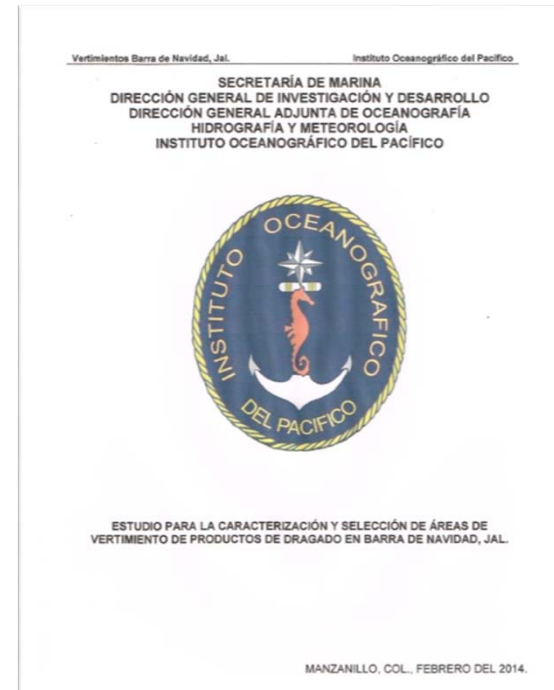 Vertimientos Barra de Navidad, Jal. Instituto Oceanográfico del Pacífico
SECRETARÍA DE MARINA
DIRECCIÓN GENERAL DE INVESTIGACIÓN Y DESARROLLO
DIRECCIÓN GENERAL ADJUNTA DE OCEANOGRAFÍA
HIDROGRAFÍA Y METEOROLOGÍA
INSTITUTO OCEANOGRÁFICO DEL PACÍFICO
INSTITUTO OCEANOGRAFICO
DEL PACIFICO
ESTUDIO PARA LA CARACTERIZACIÓN Y SELECCIÓN DE ÁREAS DE
VERTIMIENTO DE PRODUCTOS DE DRAGADO EN BARRA DE NAVIDAD, JAL.
MANZANILLO, COL., FEBRERO DEL 2014.